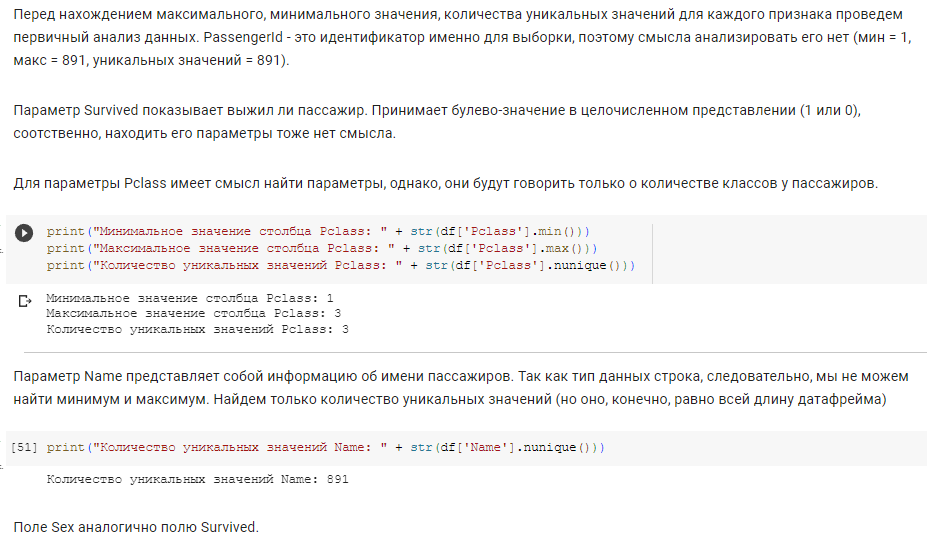 Перед нахождением максимального, минимального значения, количества уникальных значений для каждого признака проведем
первичный анализ данных. PassengerId - это идентификатор именно для выборки, поэтому смысла анализировать его нет (мин = 1,
макс = 891, уникальных значений = 891).
Параметр Survived показывает выжил ли пассажир. Принимает булево-значение в целочисленном представлении (1 или 0),
соотственно, находить его параметры тоже нет смысла.
Для параметры Pclass имеет смысл найти параметры, однако, они будут говорить только о количестве классов у пассажиров.
print("Минимальное значение столбца Pclass: " + str(df['Pclass'].min()))
print("Максимальное значение столбца Pclass: " + str(df['Pclass'].max()))
print("Количество уникальных значений Pclass: " + str(df['Pclass'].nunique()))
Минимальное значение столбца Pclass: 1
Максимальное значение столбца Pclass: 3
Количество уникальных значений Pclass: 3
Параметр Name представляет собой информацию об имени пассажиров. Так как тип данных строка, следовательно, мы не можем
найти минимум и максимум. Найдем только количество уникальных значений (но оно, конечно, равно всей длину датафрейма)
[51] print("Количество уникальных значений Name: " + str(df['Name'].nunique()))
Количество уникальных значений Name: 891
Поле Sex аналогично полю Survived.